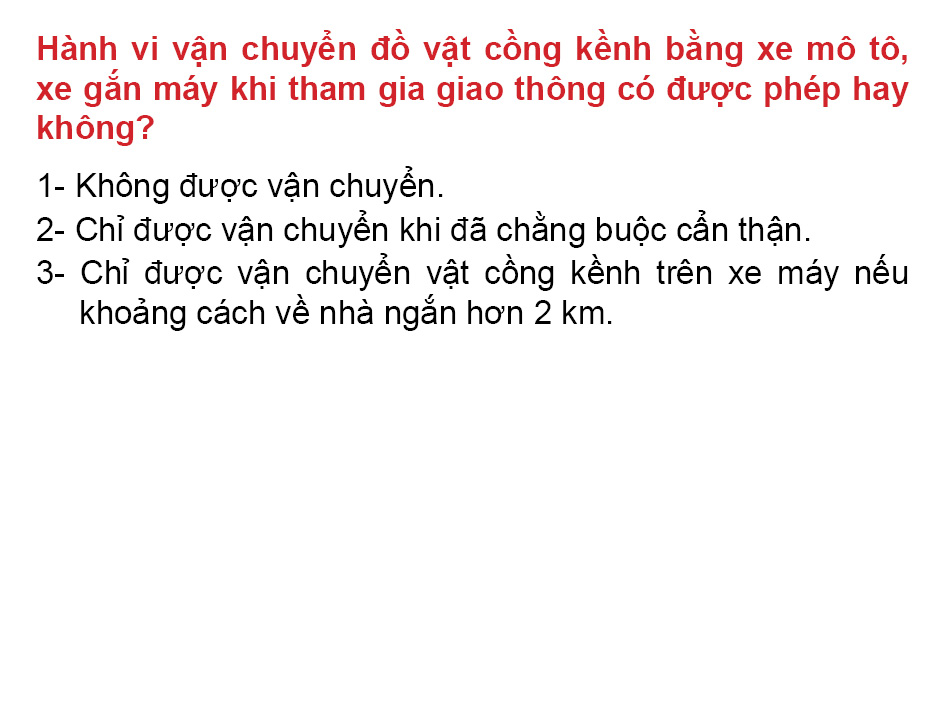 Hành vi vận chuyển đồ vật cồng kềnh bằng xe mô tô,
xe gắn máy khi tham gia giao thông có được phép hay
không?
1- Không được vận chuyển.
2- Chỉ được vận chuyển khi đã chằng buộc cẩn thận.
3- Chỉ được vận chuyển vật cồng kềnh trên xe máy nếu
khoảng cách về nhà ngắn hơn 2 km.